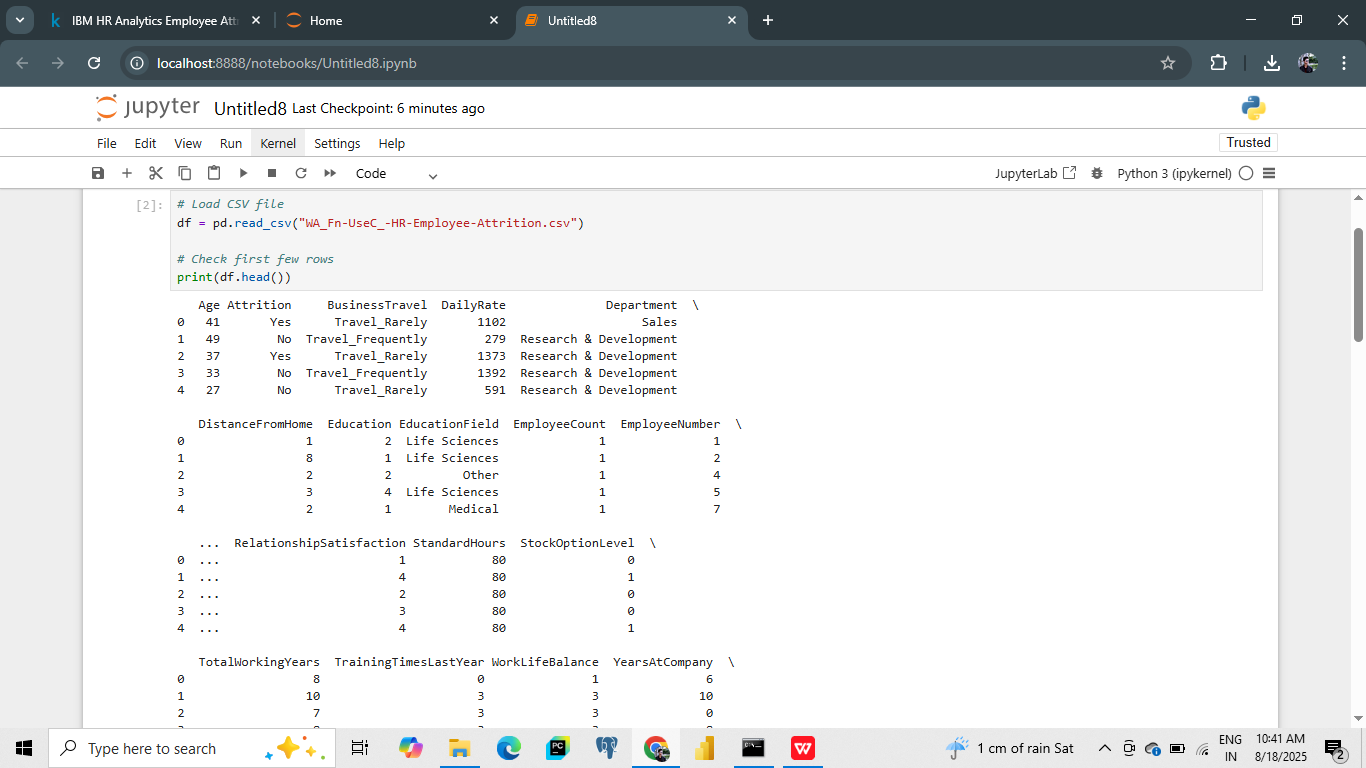 IBM HR Analytics Employee Att
Home
Untitled8
localhost:8888/notebooks/Untitled8.ipynb
jupyter Untitled8 Last Checkpoint: 6 minutes ago
File Edit View Run Kernel Settings Help
Trusted
Code
JupyterLab
Python 3 (ipykernel)
[2]:
# Load CSV file
df = pd.read_csv("WA_Fn-UseC_-HR-Employee-Attrition.csv")
# Check first few rows
print(df.head())
Age Attrition BusinessTravel DailyRate Department \
0 41 Yes Travel_Rarely 1102 Sales
1 49 No Travel_Frequently 279 Research & Development
2 37 Yes Travel_Rarely 1373 Research & Development
3 33 No Travel_Frequently 1392 Research & Development
4 27 No Travel_Rarely 591 Research & Development
DistanceFromHome Education EducationField EmployeeCount EmployeeNumber \
0 1 2 Life Sciences 1 1
1 8 1 Life Sciences 1 2
2 2 2 Other 1 4
3 3 4 Life Sciences 1 5
4 2 1 Medical 1 7
... RelationshipSatisfaction StandardHours StockOptionLevel \
0 ... 1 80 0
1 ... 4 80 1
2 ... 2 80 0
3 ... 3 80 0
4 ... 4 80 1
TotalWorkingYears TrainingTimesLastYear WorkLifeBalance YearsAtCompany \
0 8 0 1 6
1 10 3 3 10
2 7 3 3 0
Type here to search
1 cm of rain Sat
ENG
IN
10:41 AM
8/18/2025
2